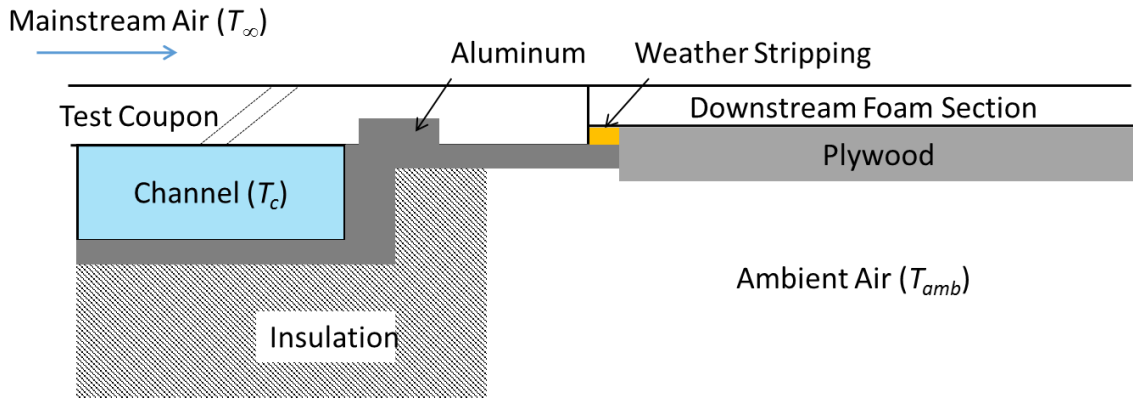 Mainstream Air (T∞)
Aluminum
Weather Stripping
Test Coupon
Downstream Foam Section
Plywood
Channel (Tc)
Ambient Air (Tamb)
Insulation